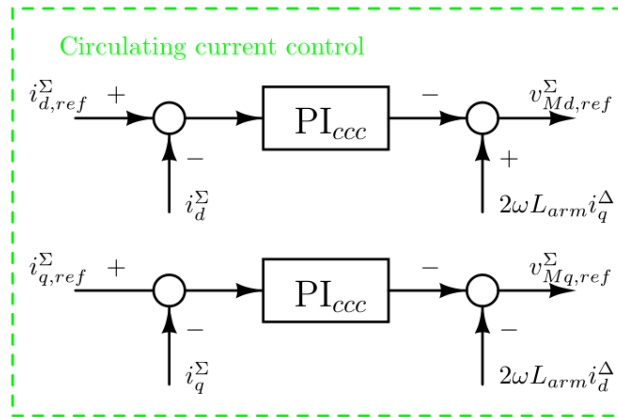 Circulating current control
i^Σ_{d,ref} + − v^Σ_{Md,ref}
PI_{ccc}
− +
i^Σ_d 2ωL_{arm}i^Δ_q
i^Σ_{q,ref} + − v^Σ_{Mq,ref}
PI_{ccc}
− −
i^Σ_q 2ωL_{arm}i^Δ_d